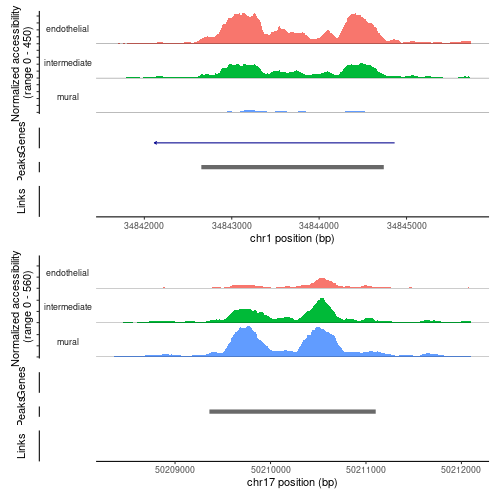 Normalized accessibility
(range 0 - 450)
endothelial
intermediate
mural
Genes
Peaks
Links
34842000 34843000 34844000 34845000
chr1 position (bp)
Normalized accessibility
(range 0 - 560)
endothelial
intermediate
mural
Genes
Peaks
Links
50209000 50210000 50211000 50212000
chr17 position (bp)